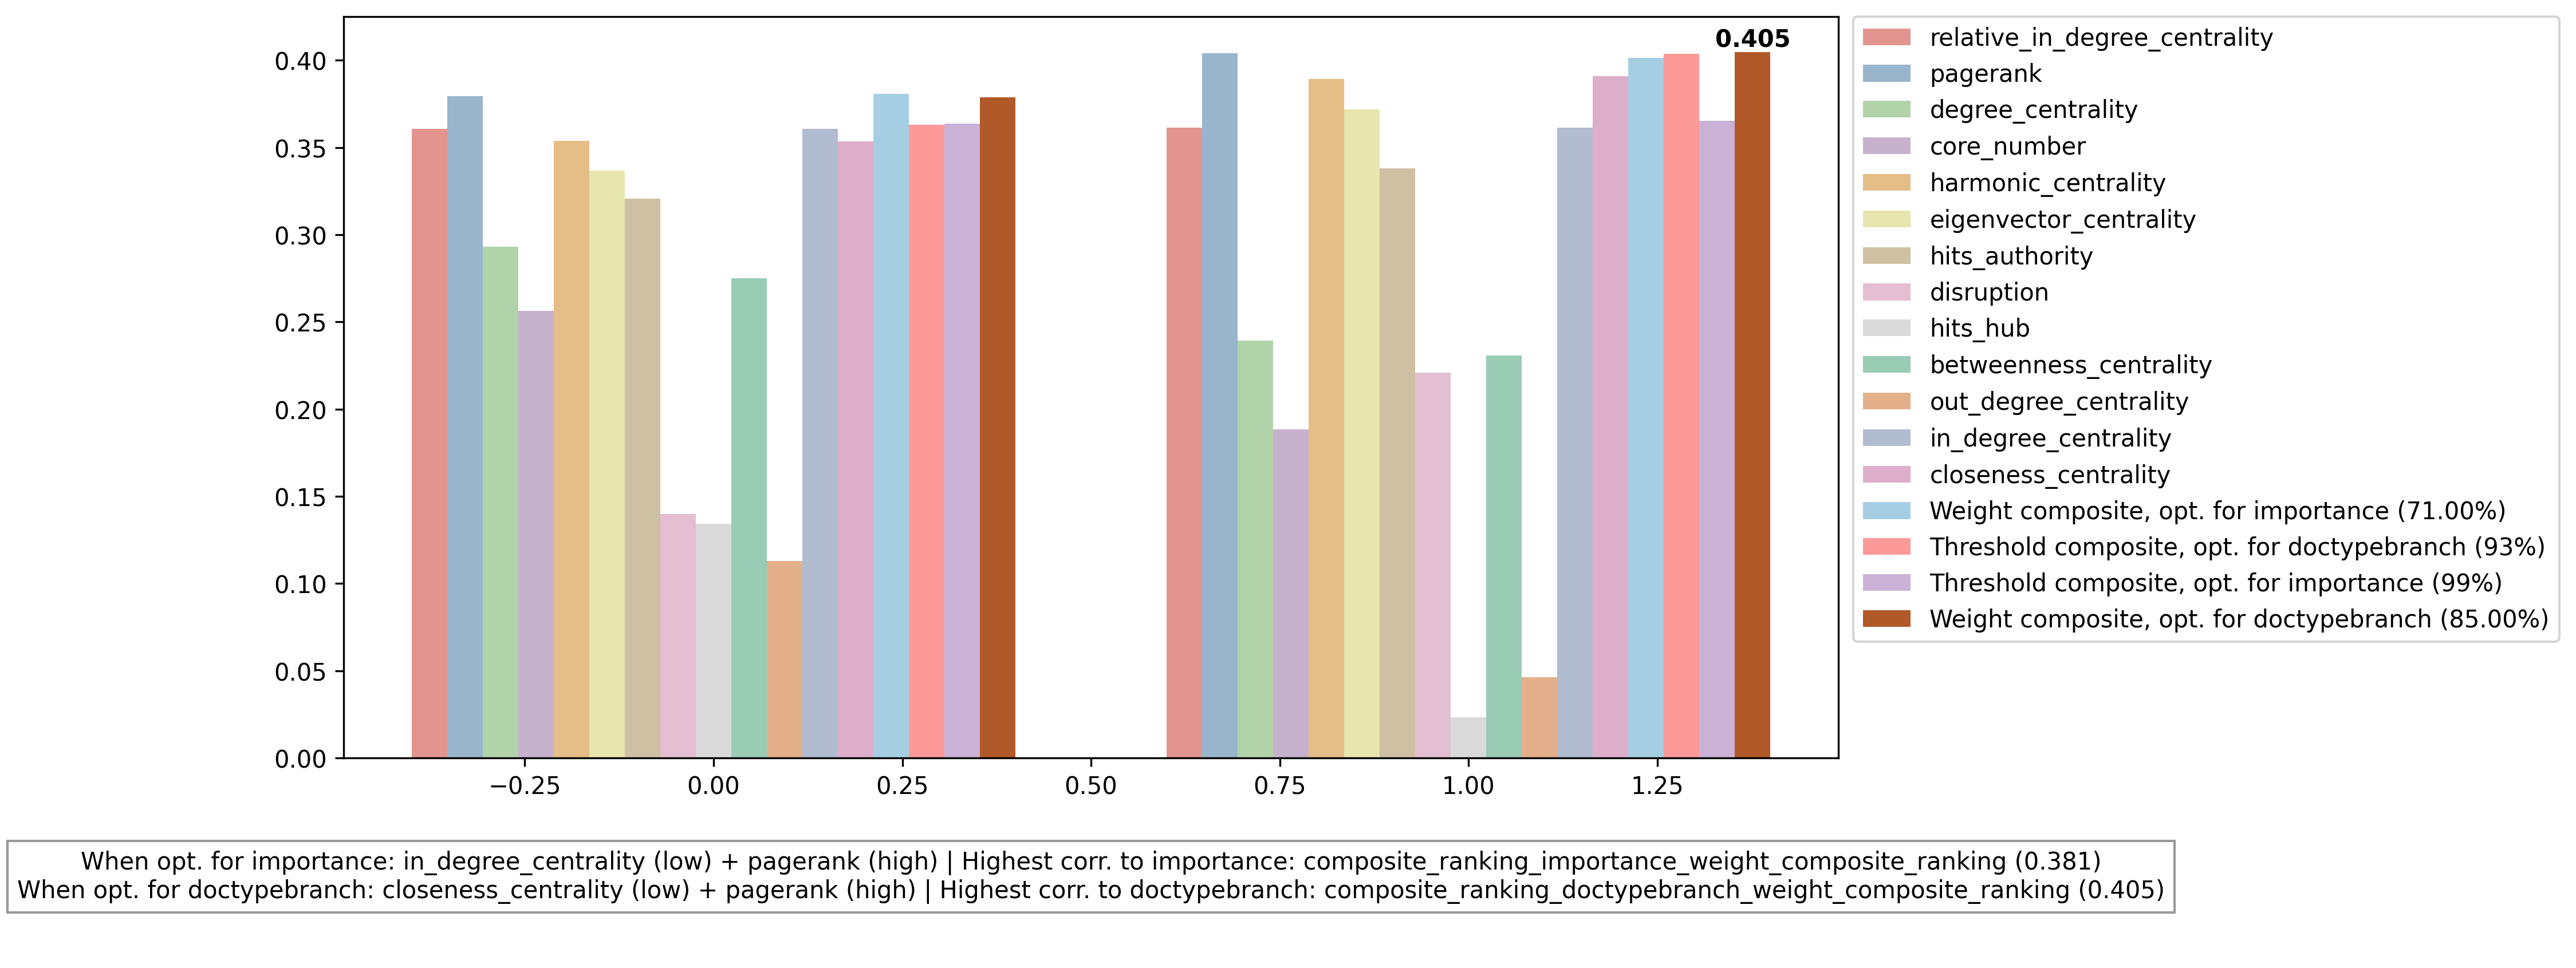 0.405
0.40
0.35
0.30
0.25
0.20
0.15
0.10
0.05
0.00
−0.25
0.00
0.25
0.50
0.75
1.00
1.25
relative_in_degree_centrality
pagerank
degree_centrality
core_number
harmonic_centrality
eigenvector_centrality
hits_authority
disruption
hits_hub
betweenness_centrality
out_degree_centrality
in_degree_centrality
closeness_centrality
Weight composite, opt. for importance (71.00%)
Threshold composite, opt. for doctypebranch (93%)
Threshold composite, opt. for importance (99%)
Weight composite, opt. for doctypebranch (85.00%)
When opt. for importance: in_degree_centrality (low) + pagerank (high) | Highest corr. to importance: composite_ranking_importance_weight_composite_ranking (0.381)
When opt. for doctypebranch: closeness_centrality (low) + pagerank (high) | Highest corr. to doctypebranch: composite_ranking_doctypebranch_weight_composite_ranking (0.405)